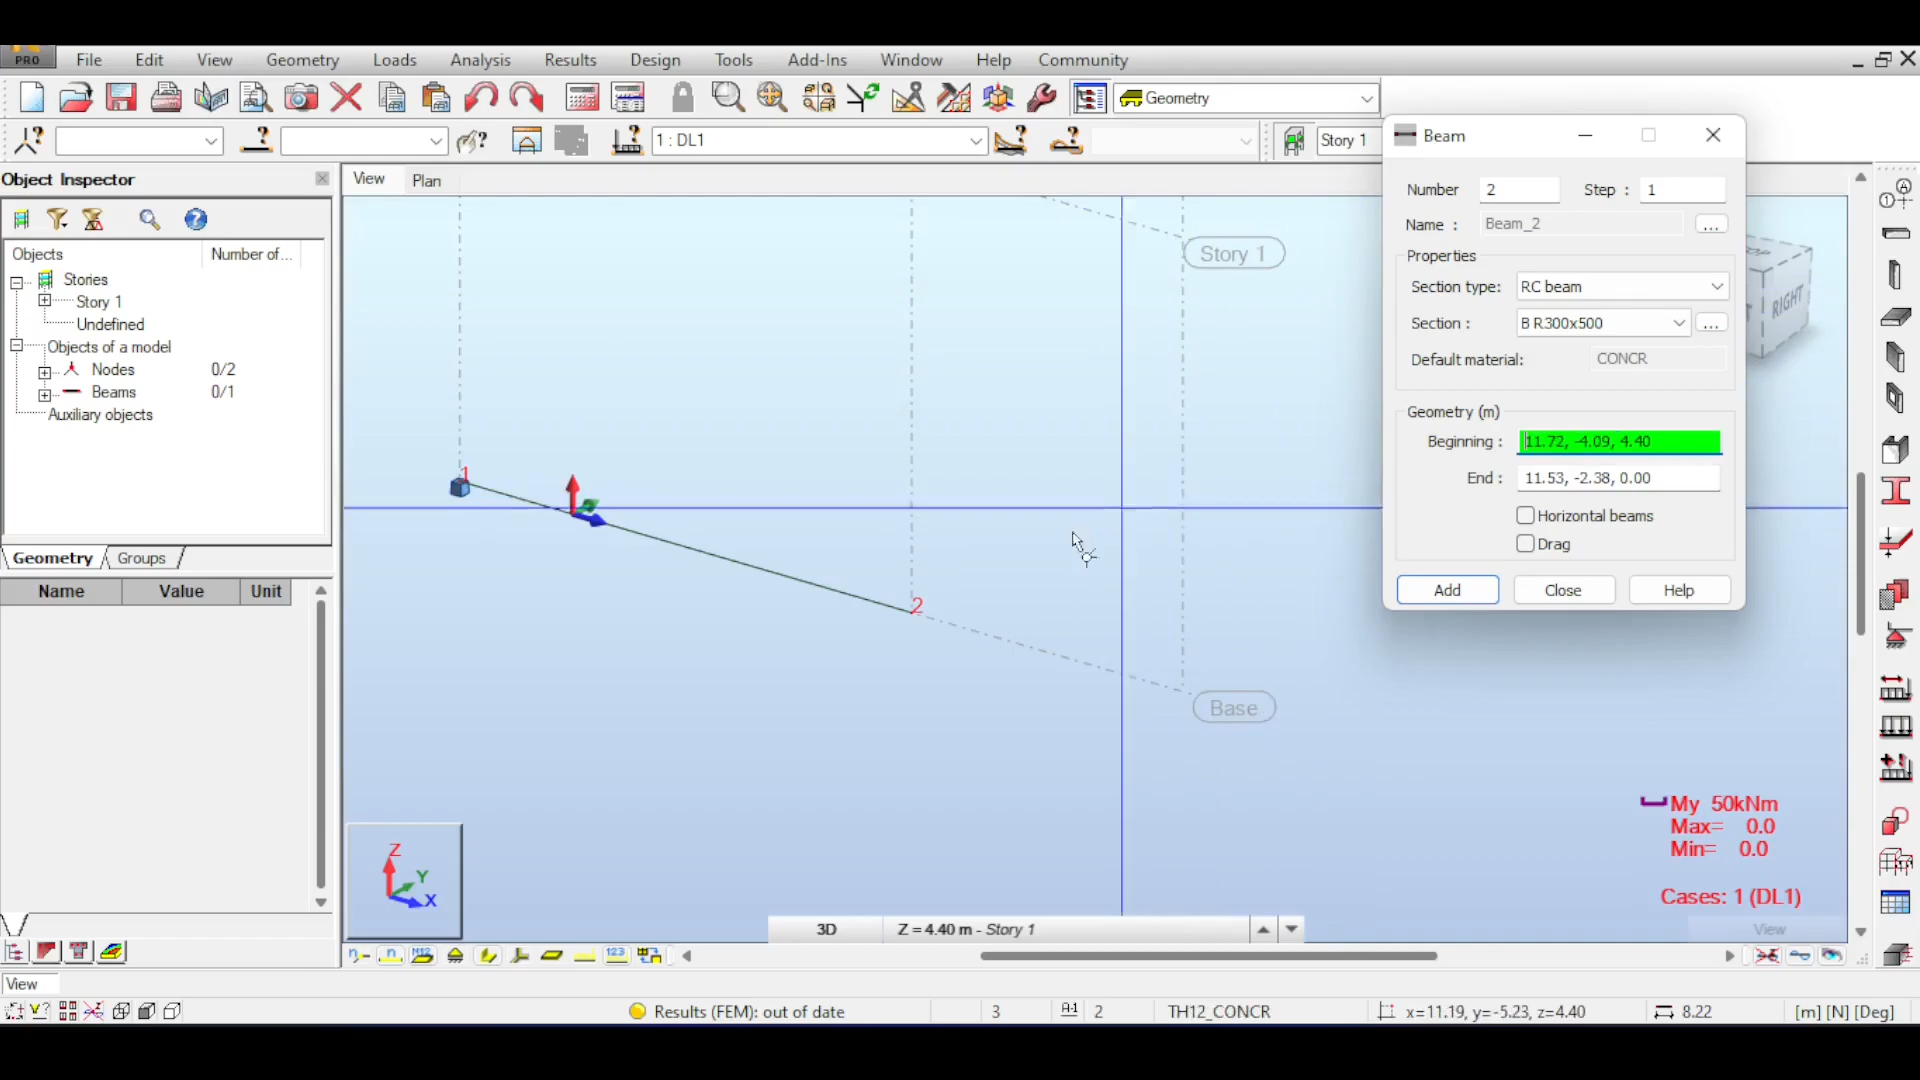 PRO File Edit View Geometry Loads Analysis Results Design Tools Add-Ins Window Help Community
Geometry
1 : DL1 Story 1
Object Inspector
Objects Number of...
Stories
Story 1
Undefined
Objects of a model
Nodes 0/2
Beams 0/1
Auxiliary objects
Geometry Groups
Name Value Unit
View Plan
Story 1
1
2
Base
Z
Y
X
3D Z = 4.40 m - Story 1
My 50kNm
Max= 0.0
Min= 0.0
Cases: 1 (DL1)
View
TOP
RIGHT
Beam
Number 2 Step : 1
Name : Beam_2 ...
Properties
Section type: RC beam
Section : B R300x500 ...
Default material: CONCR
Geometry (m)
Beginning : 11.72, -4.09, 4.40
End : 11.53, -2.38, 0.00
Horizontal beams
Drag
Add Close Help
View
Results (FEM): out of date 3 2 TH12_CONCR x=11.19, y=-5.23, z=4.40 8.22 [m] [N] [Deg]